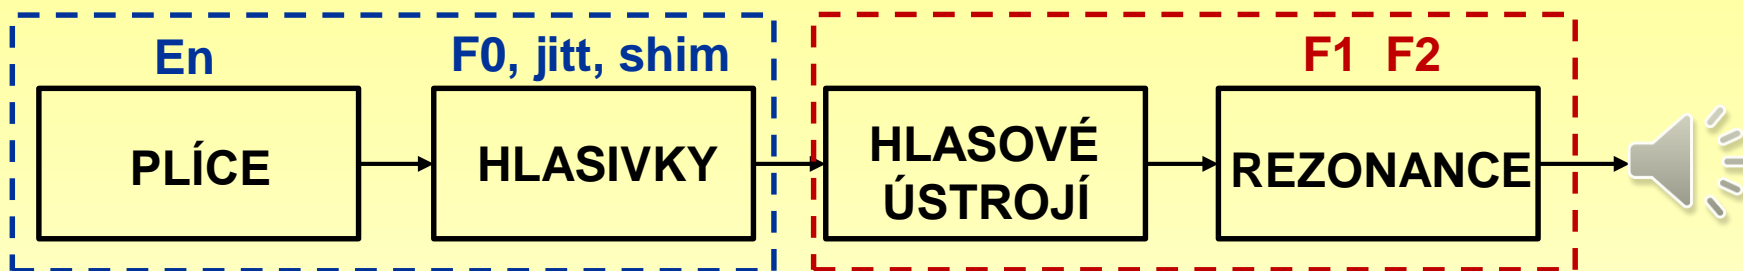 En
F0, jitt, shim
F1 F2
PLÍCE
HLASIVKY
HLASOVÉ
ÚSTROJÍ
REZONANCE